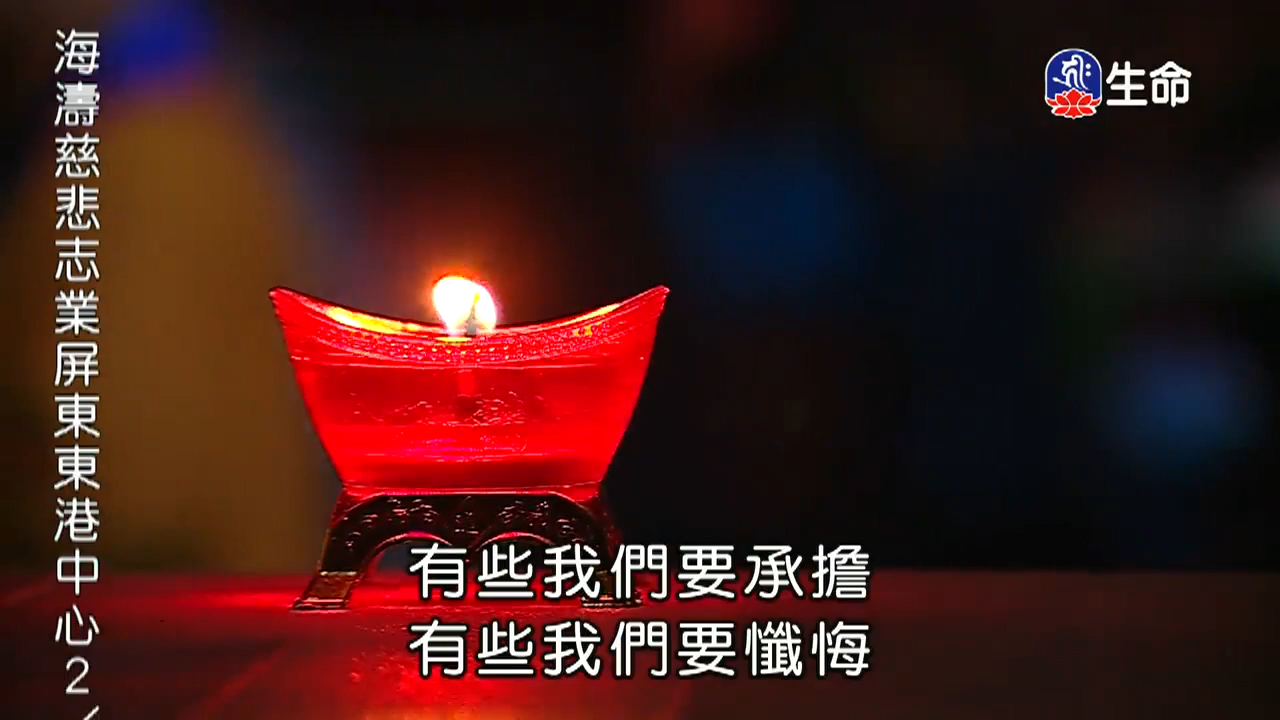 海濤慈悲志業屏東東港中心2
生命
有些我們要承擔
有些我們要懺悔